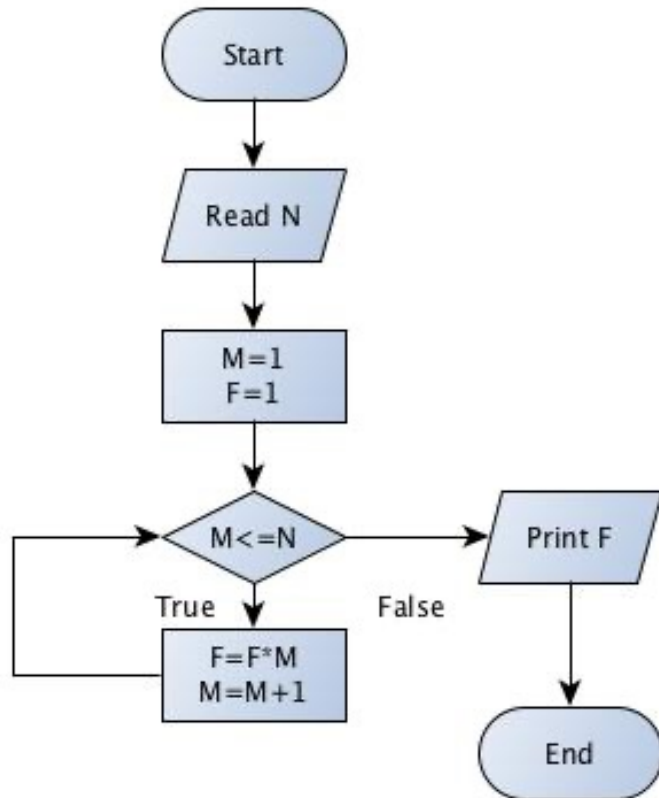 Start
Read N
M=1
F=1
M<=N
Print F
True
False
F=F*M
M=M+1
End